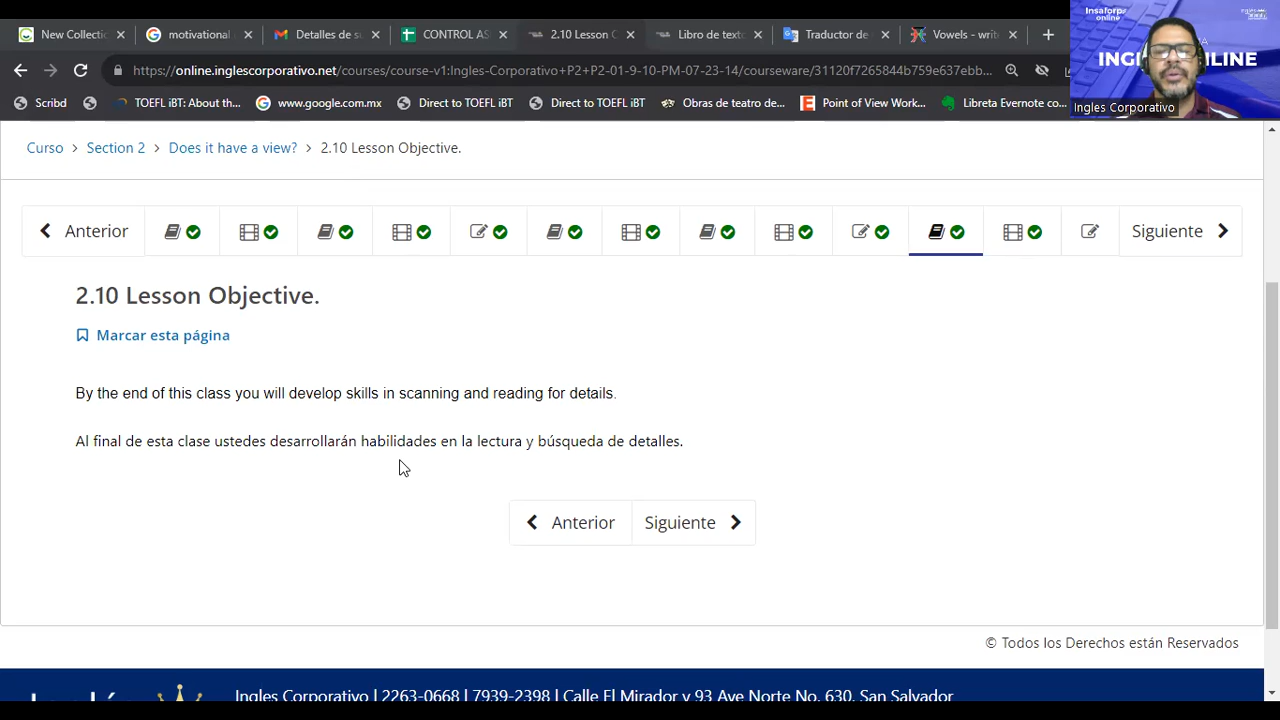 New Collecti
motivational
Detalles de su
CONTROL AS
2.10 Lesson O
Libro de texto
Traductor de
Vowels - write
https://online.inglescorporativo.net/courses/course-v1:Ingles-Corporativo+P2+P2-01-9-10-PM-07-23-14/courseware/31120f7265844b759e637ebb...
Scribd
TOEFL iBT: About th...
www.google.com.mx
Direct to TOEFL iBT
Direct to TOEFL iBT
Obras de teatro de...
Point of View Work...
Libreta Evernote co...
Insaforp
online
INGL
NLINE
Ingles Corporativo
Curso > Section 2 > Does it have a view? > 2.10 Lesson Objective.
Anterior
Siguiente
2.10 Lesson Objective.
Marcar esta página
By the end of this class you will develop skills in scanning and reading for details.
Al final de esta clase ustedes desarrollarán habilidades en la lectura y búsqueda de detalles.
Anterior
Siguiente
© Todos los Derechos están Reservados
Ingles Corporativo | 2263-0668 | 7939-2398 | Calle El Mirador y 93 Ave Norte No. 630, San Salvador